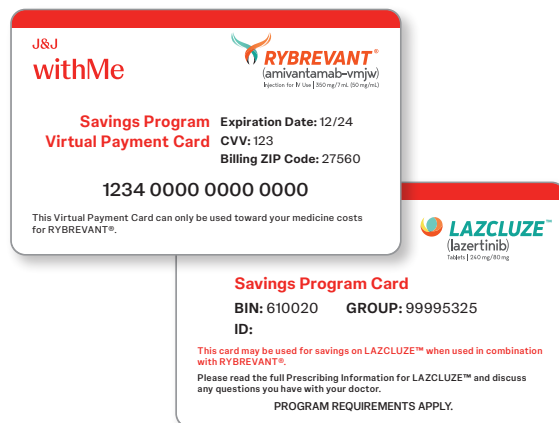 J&J
withMe
RYBREVANT®
(amivantamab-vmjw)
Injection for IV Use | 350 mg/7 mL (50 mg/mL)
Savings Program
Virtual Payment Card
Expiration Date: 12/24
CVV: 123
Billing ZIP Code: 27560
1234 0000 0000 0000
This Virtual Payment Card can only be used toward your medicine costs
for RYBREVANT®.
LAZCLUZE™
(lazertinib)
Tablets | 240 mg/80 mg
Savings Program Card
BIN: 610020 GROUP: 99995325
ID:
This card may be used for savings on LAZCLUZE™ when used in combination
with RYBREVANT®.
Please read the full Prescribing Information for LAZCLUZE™ and discuss
any questions you have with your doctor.
PROGRAM REQUIREMENTS APPLY.